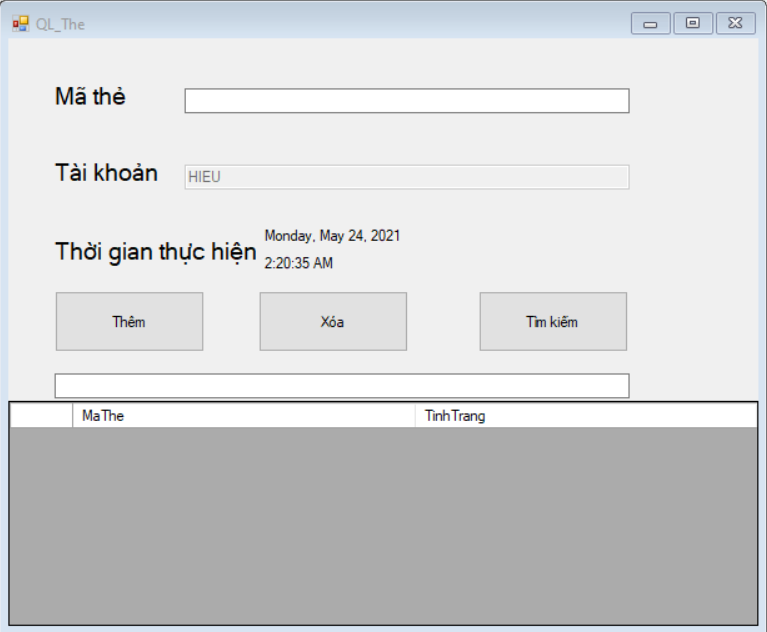 QL_The
Mã thẻ
Tài khoản HIEU
Thời gian thực hiện
Monday, May 24, 2021
2:20:35 AM
Thêm Xóa Tìm kiếm
MaThe TinhTrang